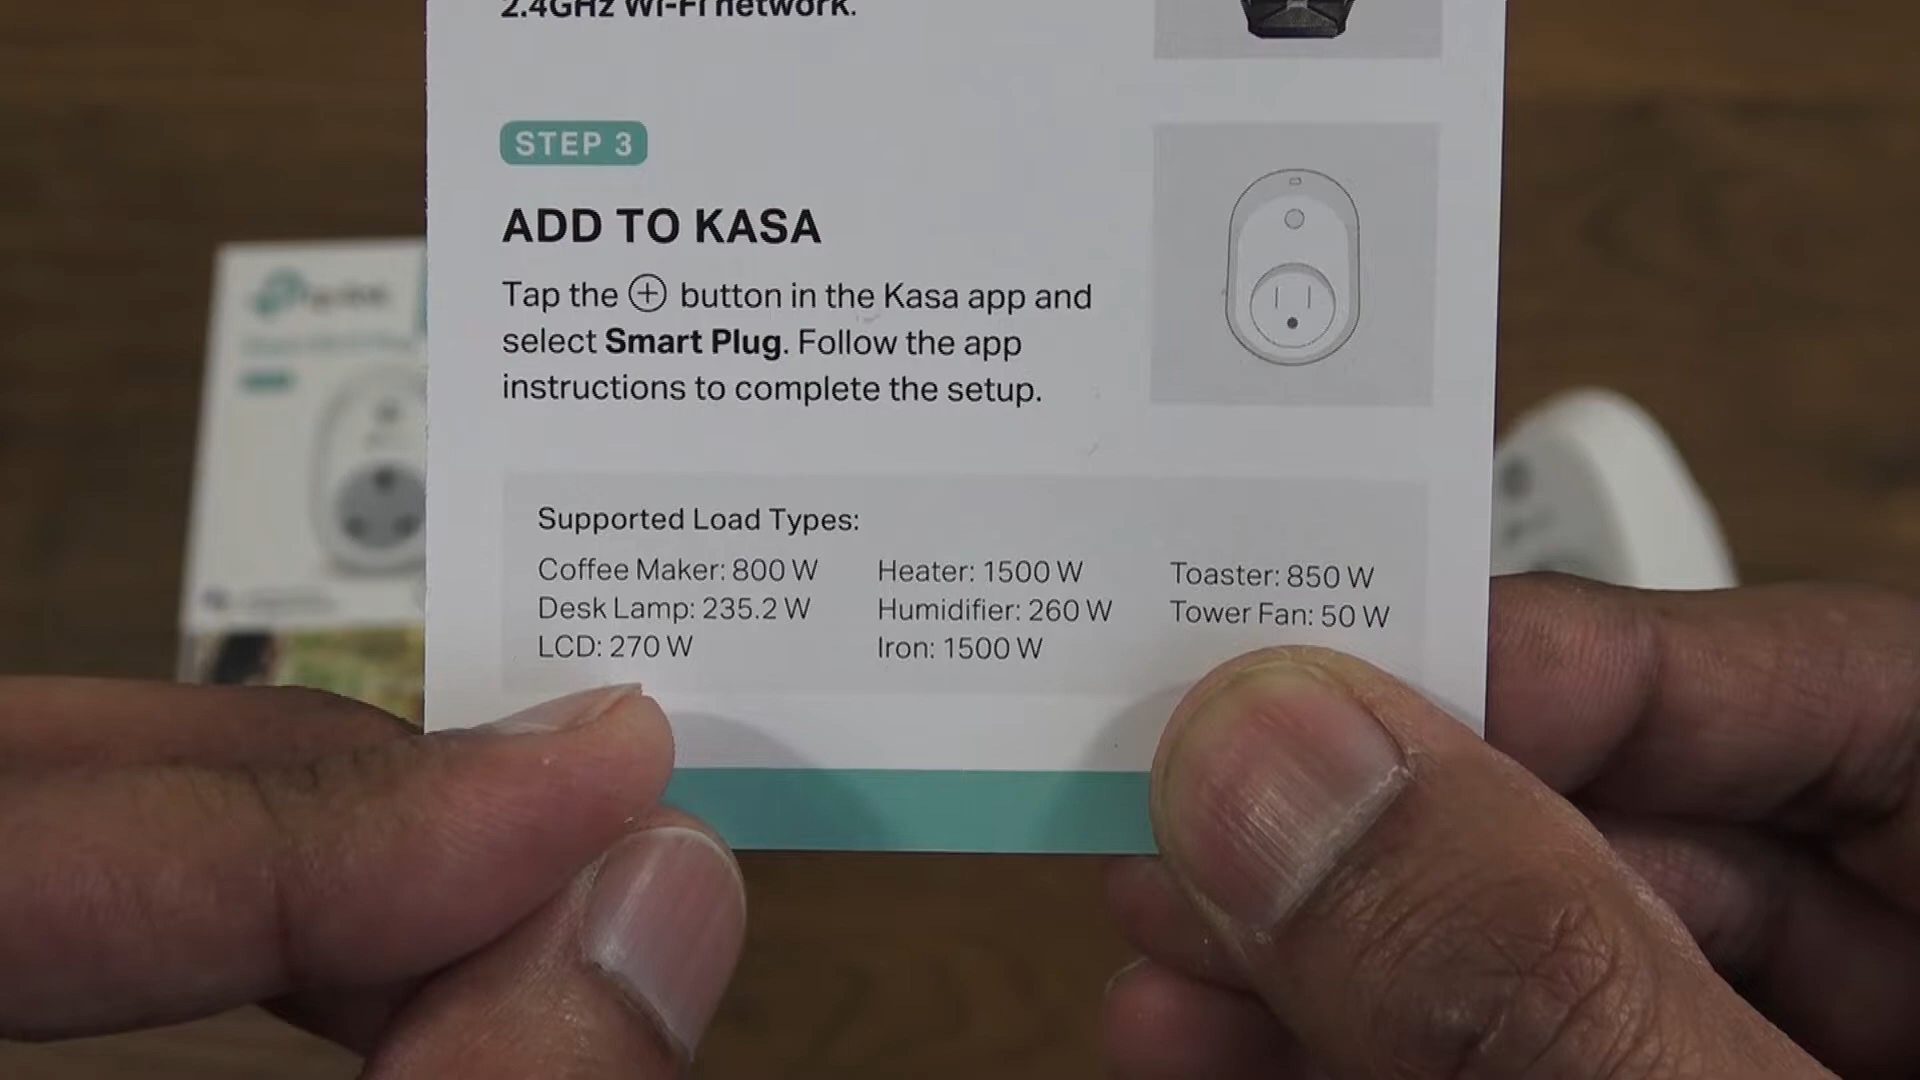 2.4GHz Wi-Fi network.
STEP 3
ADD TO KASA
Tap the ⊕ button in the Kasa app and
select Smart Plug. Follow the app
instructions to complete the setup.
Supported Load Types:
Coffee Maker: 800 W
Desk Lamp: 235.2 W
LCD: 270 W
Heater: 1500 W
Humidifier: 260 W
Iron: 1500 W
Toaster: 850 W
Tower Fan: 50 W